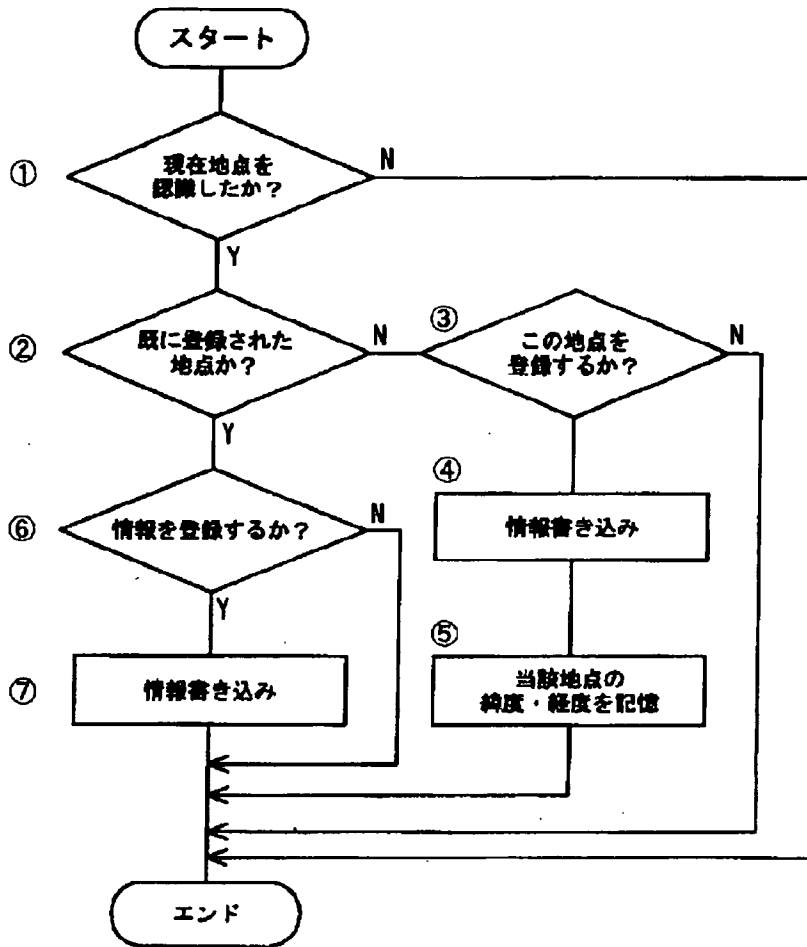 スタート
①
現在地点を
認識したか？
N
Y
②
既に登録された
地点か？
N
Y
③
この地点を
登録するか？
N
④
情報書き込み
⑤
当該地点の
緯度・経度を記憶
⑥
情報を登録するか？
N
Y
⑦
情報書き込み
エンド